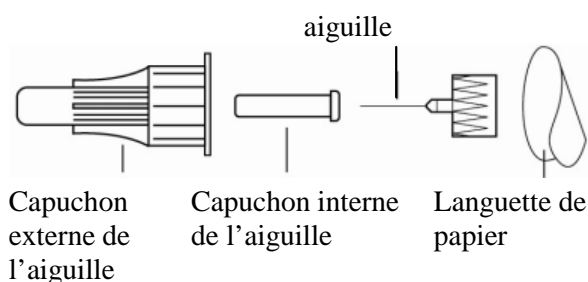 aiguille
Capuchon
externe de
l’aiguille
Capuchon interne
de l’aiguille
Languette de
papier